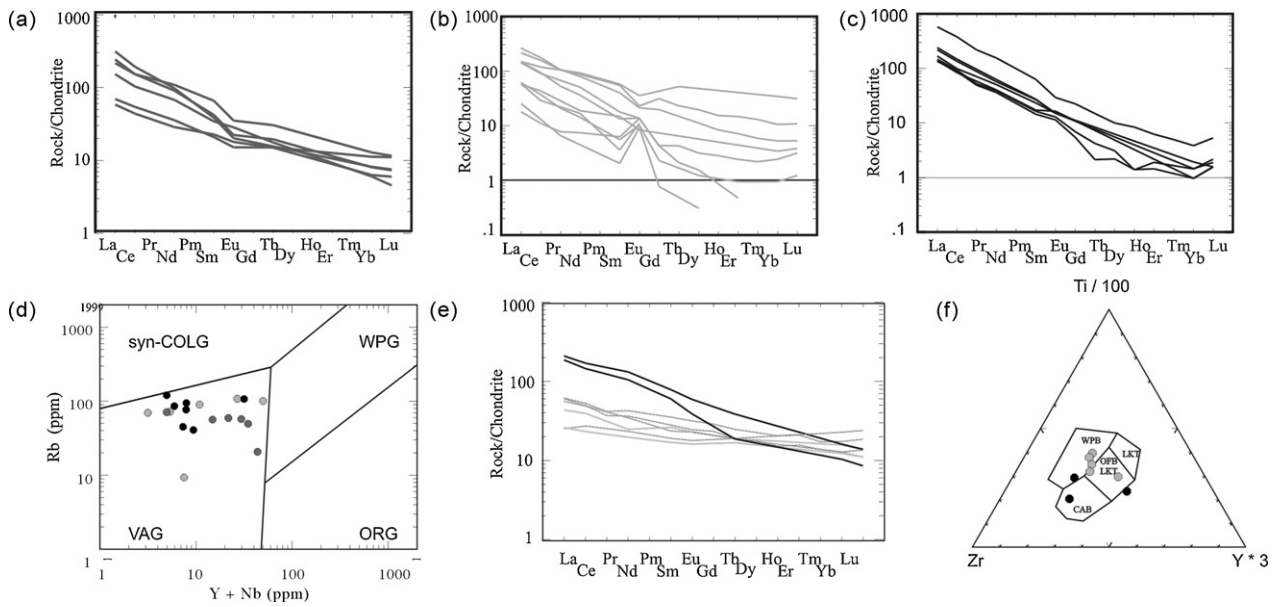 (a)
1000
100
10
1
Rock/Chondrite
La Ce Pr Nd Pm Sm Eu Gd Tb Dy Ho Er Tm Yb Lu
(b)
1000
100
10
1
.1
Rock/Chondrite
La Ce Pr Nd Pm Sm Eu Gd Tb Dy Ho Er Tm Yb Lu
(c)
1000
100
10
1
.1
Rock/Chondrite
La Ce Pr Nd Pm Sm Eu Gd Tb Dy Ho Er Tm Yb Lu
(d)
1000
100
10
1
Rb (ppm)
syn-COLG
WPG
VAG
ORG
1 10 100 1000
Y + Nb (ppm)
(e)
1000
100
10
1
Rock/Chondrite
La Ce Pr Nd Pm Sm Eu Gd Tb Dy Ho Er Tm Yb Lu
(f)
Ti / 100
WPB
LKT
OFB
LKT
CAB
Zr
Y * 3